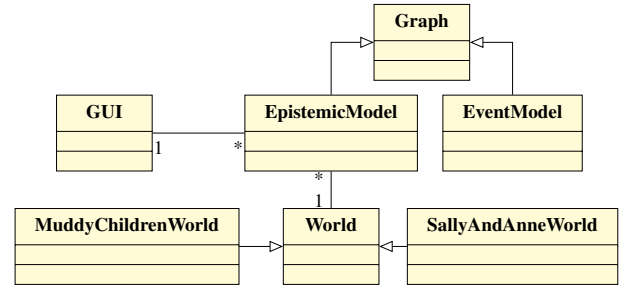 Graph
GUI EpistemicModel EventModel
1 *
*
1
MuddyChildrenWorld World SallyAndAnneWorld